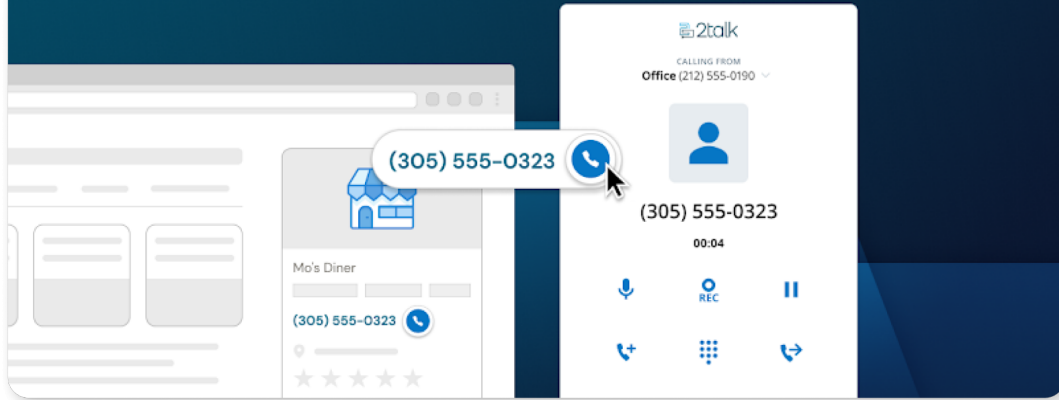 2talk
CALLING FROM
Office (212) 555-0190
(305) 555-0323
(305) 555-0323
00:04
Mo's Diner
REC
(305) 555-0323